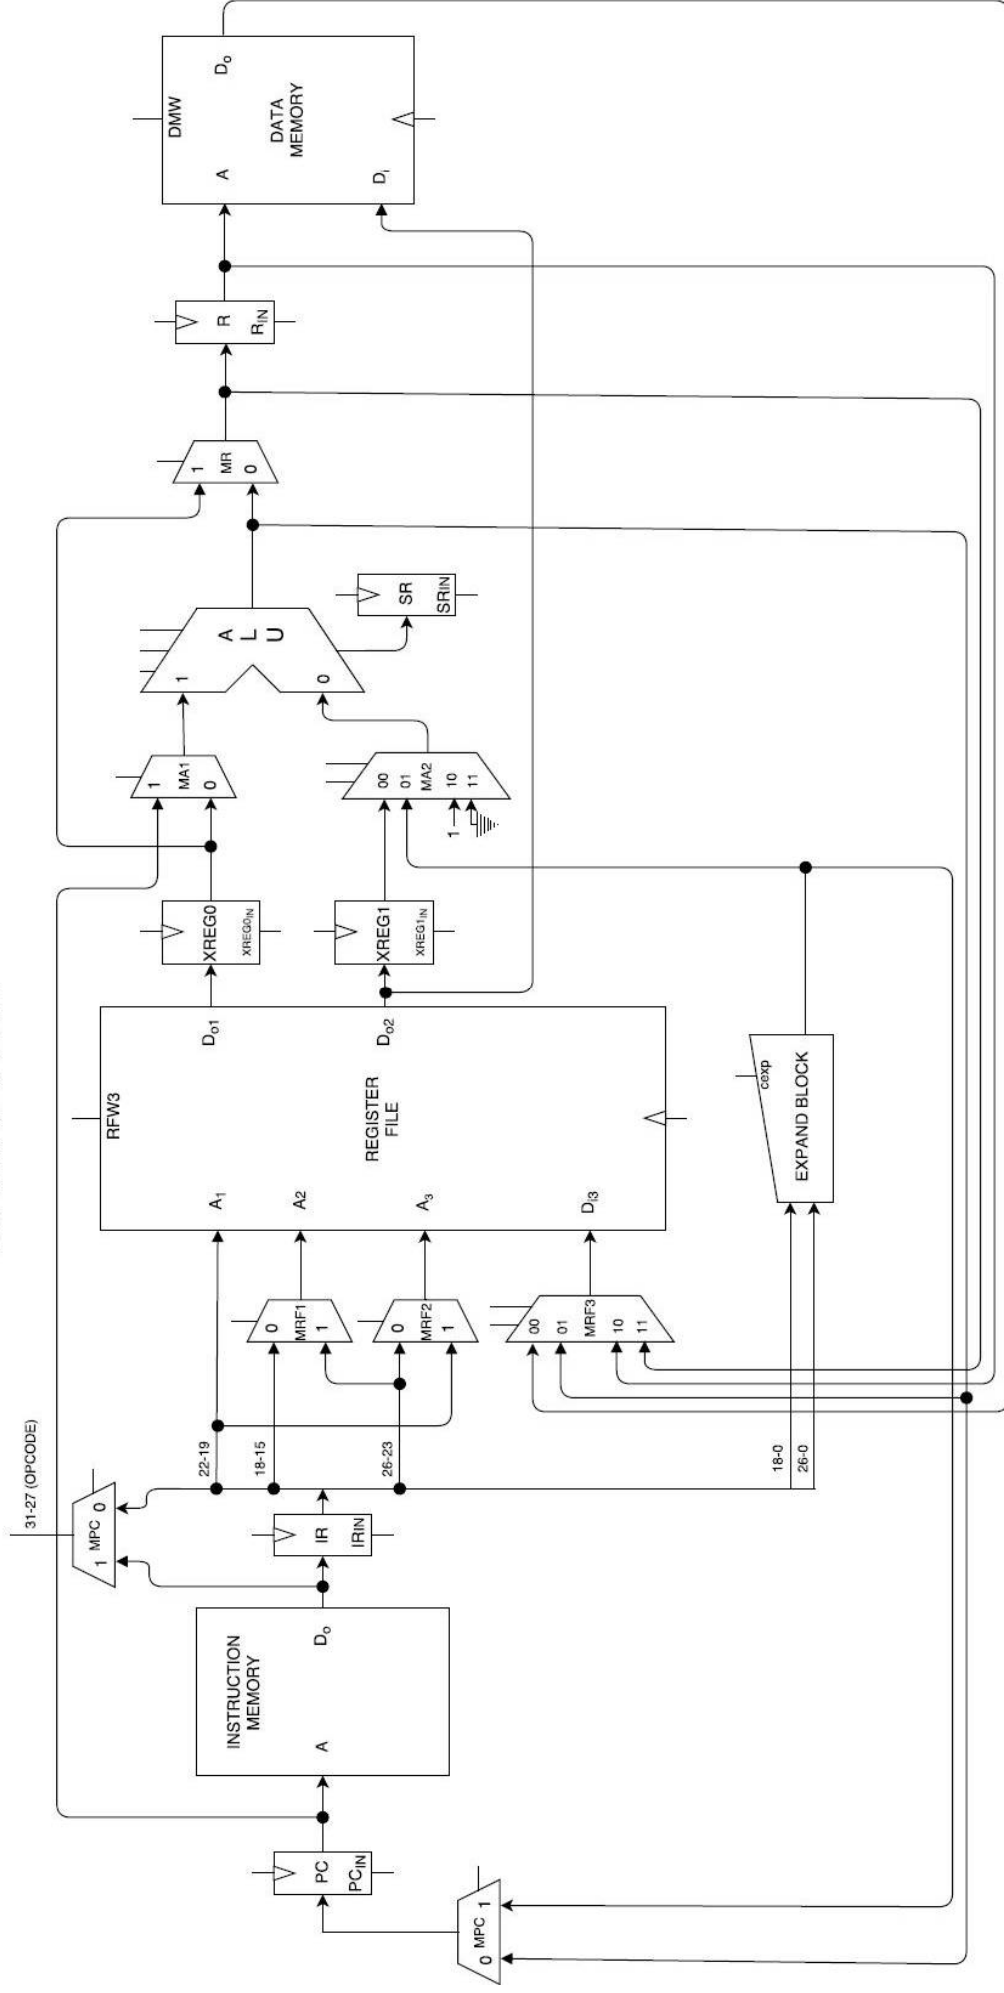 31-27 (OPCODE)
1 MPC 0
INSTRUCTION
MEMORY
A
Do
PC
PCIN
0 MPC 1
IR
IRIN
22-19
18-15
26-23
18-0
26-0
0
MRF1
1
0
MRF2
1
00
01
MRF3
10
11
RFW3
A1
A2
A3
Di3
REGISTER
FILE
Do1
Do2
cexp
EXPAND BLOCK
XREG0
XREG0IN
XREG1
XREG1IN
1
MA1
0
00
01
MA2
10
11
1
1
A
L
U
0
SR
SRIN
1
MR
0
R
RIN
DMW
A
Do
DATA
MEMORY
Di